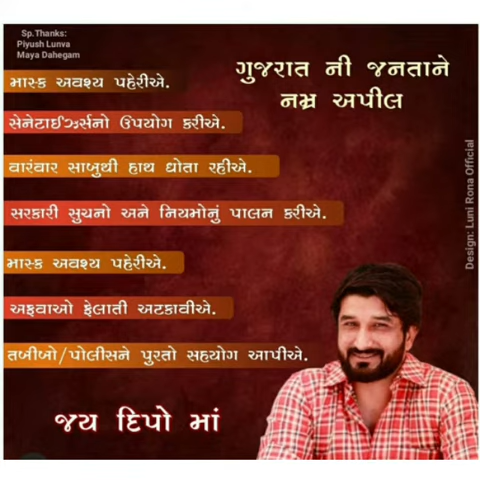 Sp.Thanks:
Piyush Lunva
Maya Dahegam
ગુજરાત ની જનતાને
નમ્ર અપીલ
માસ્ક અવશ્ય પહેરીએ.
સેનેટાઈઝર્સનો ઉપયોગ કરીએ.
વારંવાર સાબુથી હાથ ધોતા રહીએ.
સરકારી સુચનો અને નિયમોનું પાલન કરીએ.
માસ્ક અવશ્ય પહેરીએ.
અફવાઓ ફેલાતી અટકાવીએ.
તબીબો/પોલીસને પુરતો સહયોગ આપીએ.
જય દિપો માં
Design: Luni Rona Official